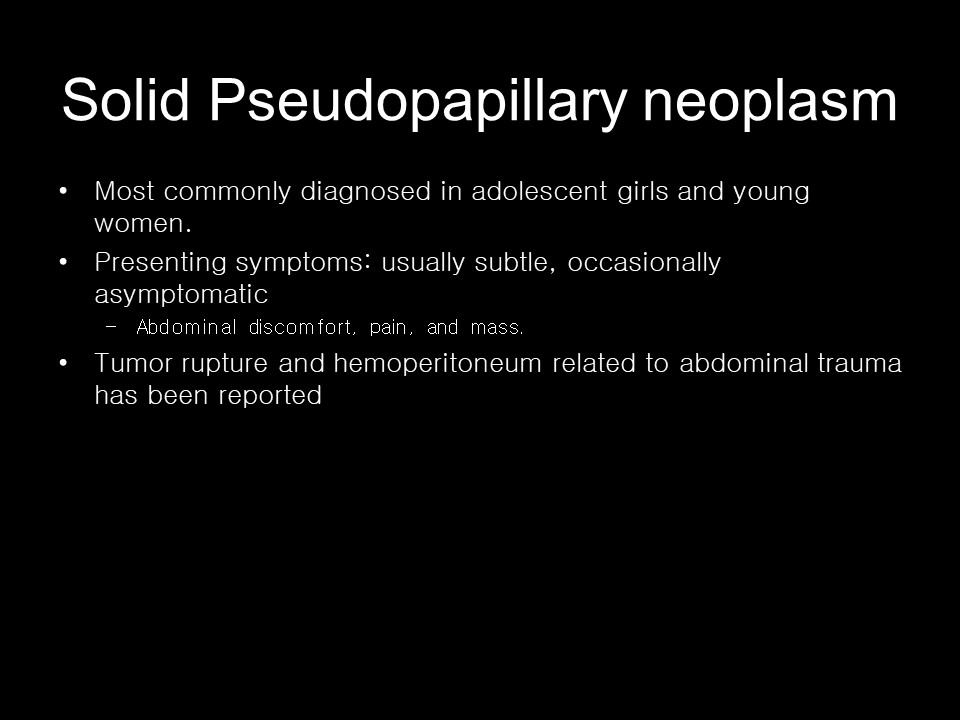 Solid Pseudopapillary neoplasm
• Most commonly diagnosed in adolescent girls and young
women.
• Presenting symptoms: usually subtle, occasionally
asymptomatic
– Abdominal discomfort, pain, and mass.
• Tumor rupture and hemoperitoneum related to abdominal trauma
has been reported